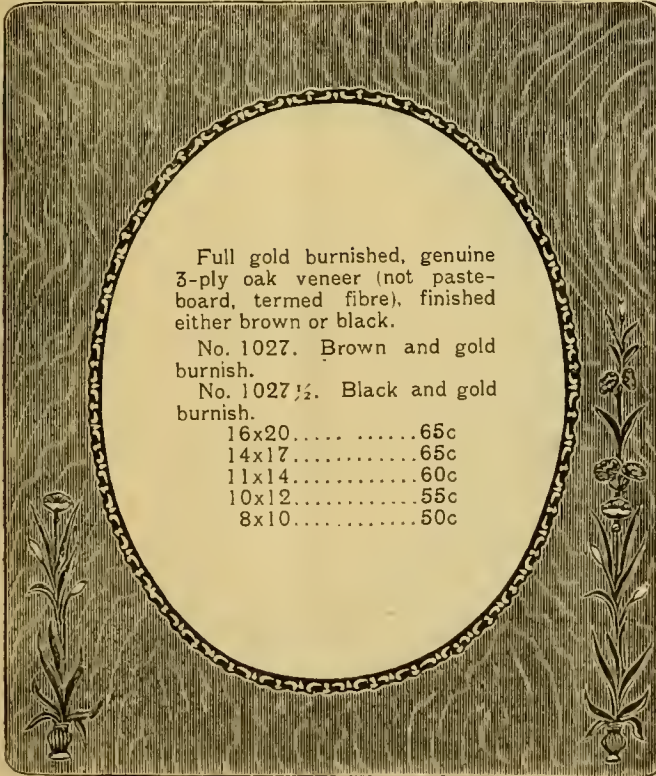 Full gold burnished, genuine
3-ply oak veneer (not paste-
board, termed fibre), finished
either brown or black.
No. 1027. Brown and gold
burnish.
No. 1027½. Black and gold
burnish.
16x20..... ......65c
14x17............65c
11x14............60c
10x12............55c
8x10............50c